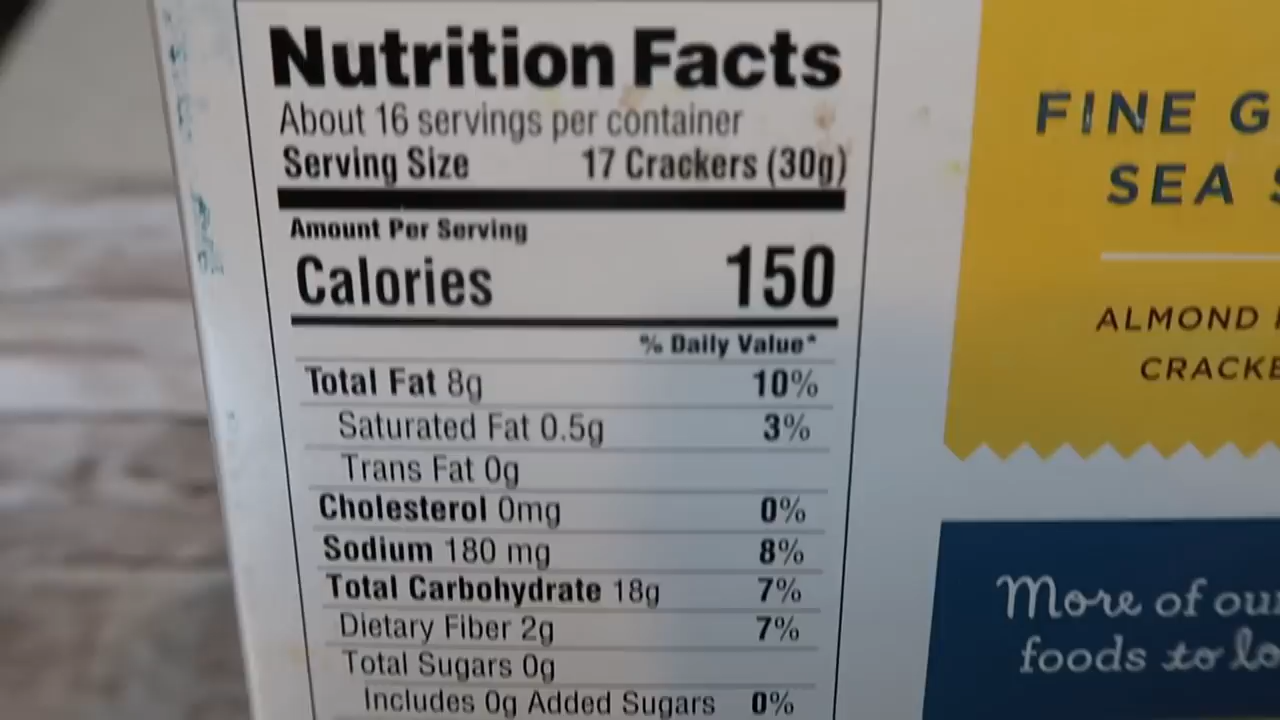 Nutrition Facts
About 16 servings per container
Serving Size 17 Crackers (30g)
Amount Per Serving
Calories 150
% Daily Value*
Total Fat 8g 10%
Saturated Fat 0.5g 3%
Trans Fat 0g
Cholesterol 0mg 0%
Sodium 180 mg 8%
Total Carbohydrate 18g 7%
Dietary Fiber 2g 7%
Total Sugars 0g
Includes 0g Added Sugars 0%
FINE
SEA
ALMOND
More of
foods to